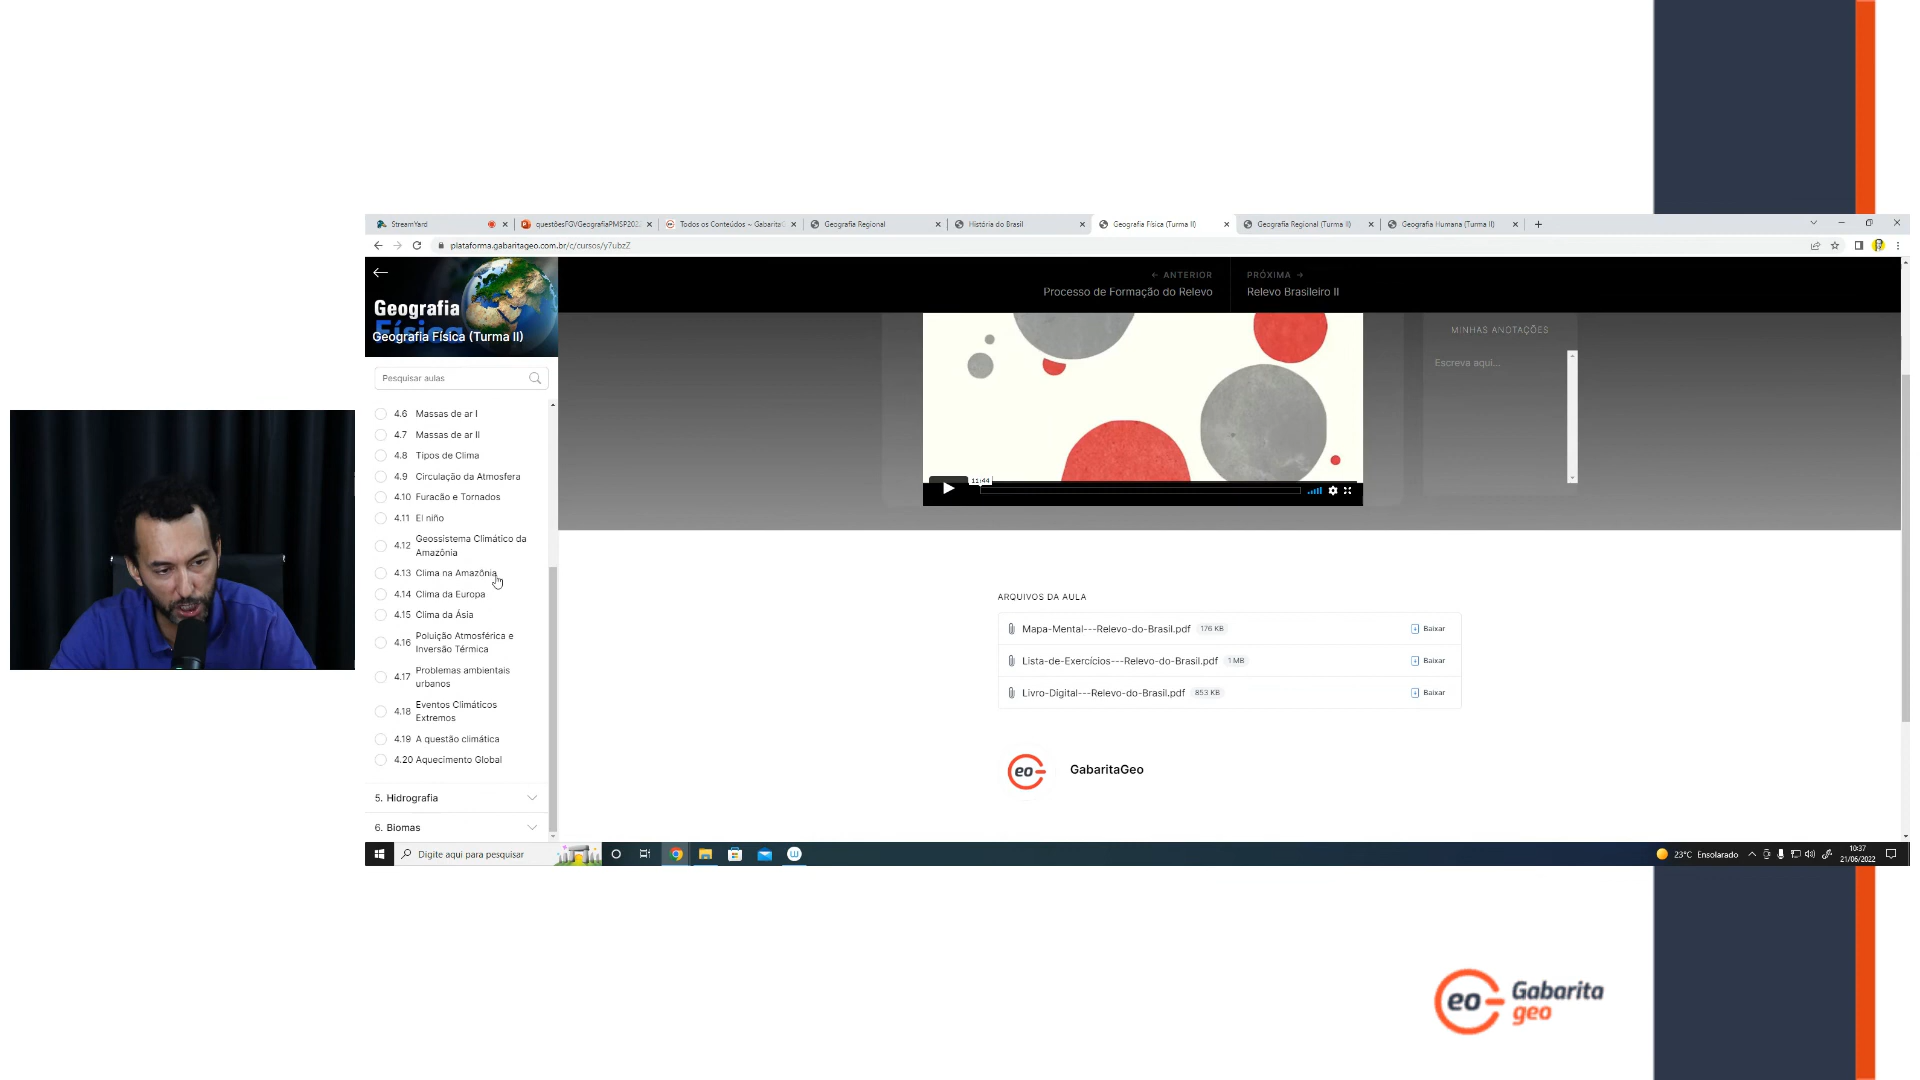 StreamYard
questõesFGVGeografiaPMSP202
Todos os Conteúdos ~ Gabarita
Geografia Regional
História do Brasil
Geografia Física (Turma II)
Geografia Regional (Turma II)
Geografia Humana (Turma II)
plataforma.gabaritageo.com.br/c/cursos/y7ubzZ
Geografia
Física
Geografia Física (Turma II)
← ANTERIOR
Processo de Formação do Relevo
PRÓXIMA →
Relevo Brasileiro II
Pesquisar aulas
4.6 Massas de ar I
4.7 Massas de ar II
4.8 Tipos de Clima
4.9 Circulação da Atmosfera
4.10 Furacão e Tornados
4.11 El niño
4.12 Geossistema Climático da
Amazônia
4.13 Clima na Amazônia
4.14 Clima da Europa
4.15 Clima da Ásia
4.16 Poluição Atmosférica e
Inversão Térmica
4.17 Problemas ambientais
urbanos
4.18 Eventos Climáticos
Extremos
4.19 A questão climática
4.20 Aquecimento Global
5. Hidrografia
6. Biomas
11:44
MINHAS ANOTAÇÕES
Escreva aqui...
ARQUIVOS DA AULA
Mapa-Mental---Relevo-do-Brasil.pdf 176 KB Baixar
Lista-de-Exercícios---Relevo-do-Brasil.pdf 1 MB Baixar
Livro-Digital---Relevo-do-Brasil.pdf 853 KB Baixar
eo
GabaritaGeo
Digite aqui para pesquisar
23°C Ensolarado
10:37
21/06/2022
eo
Gabarita
geo